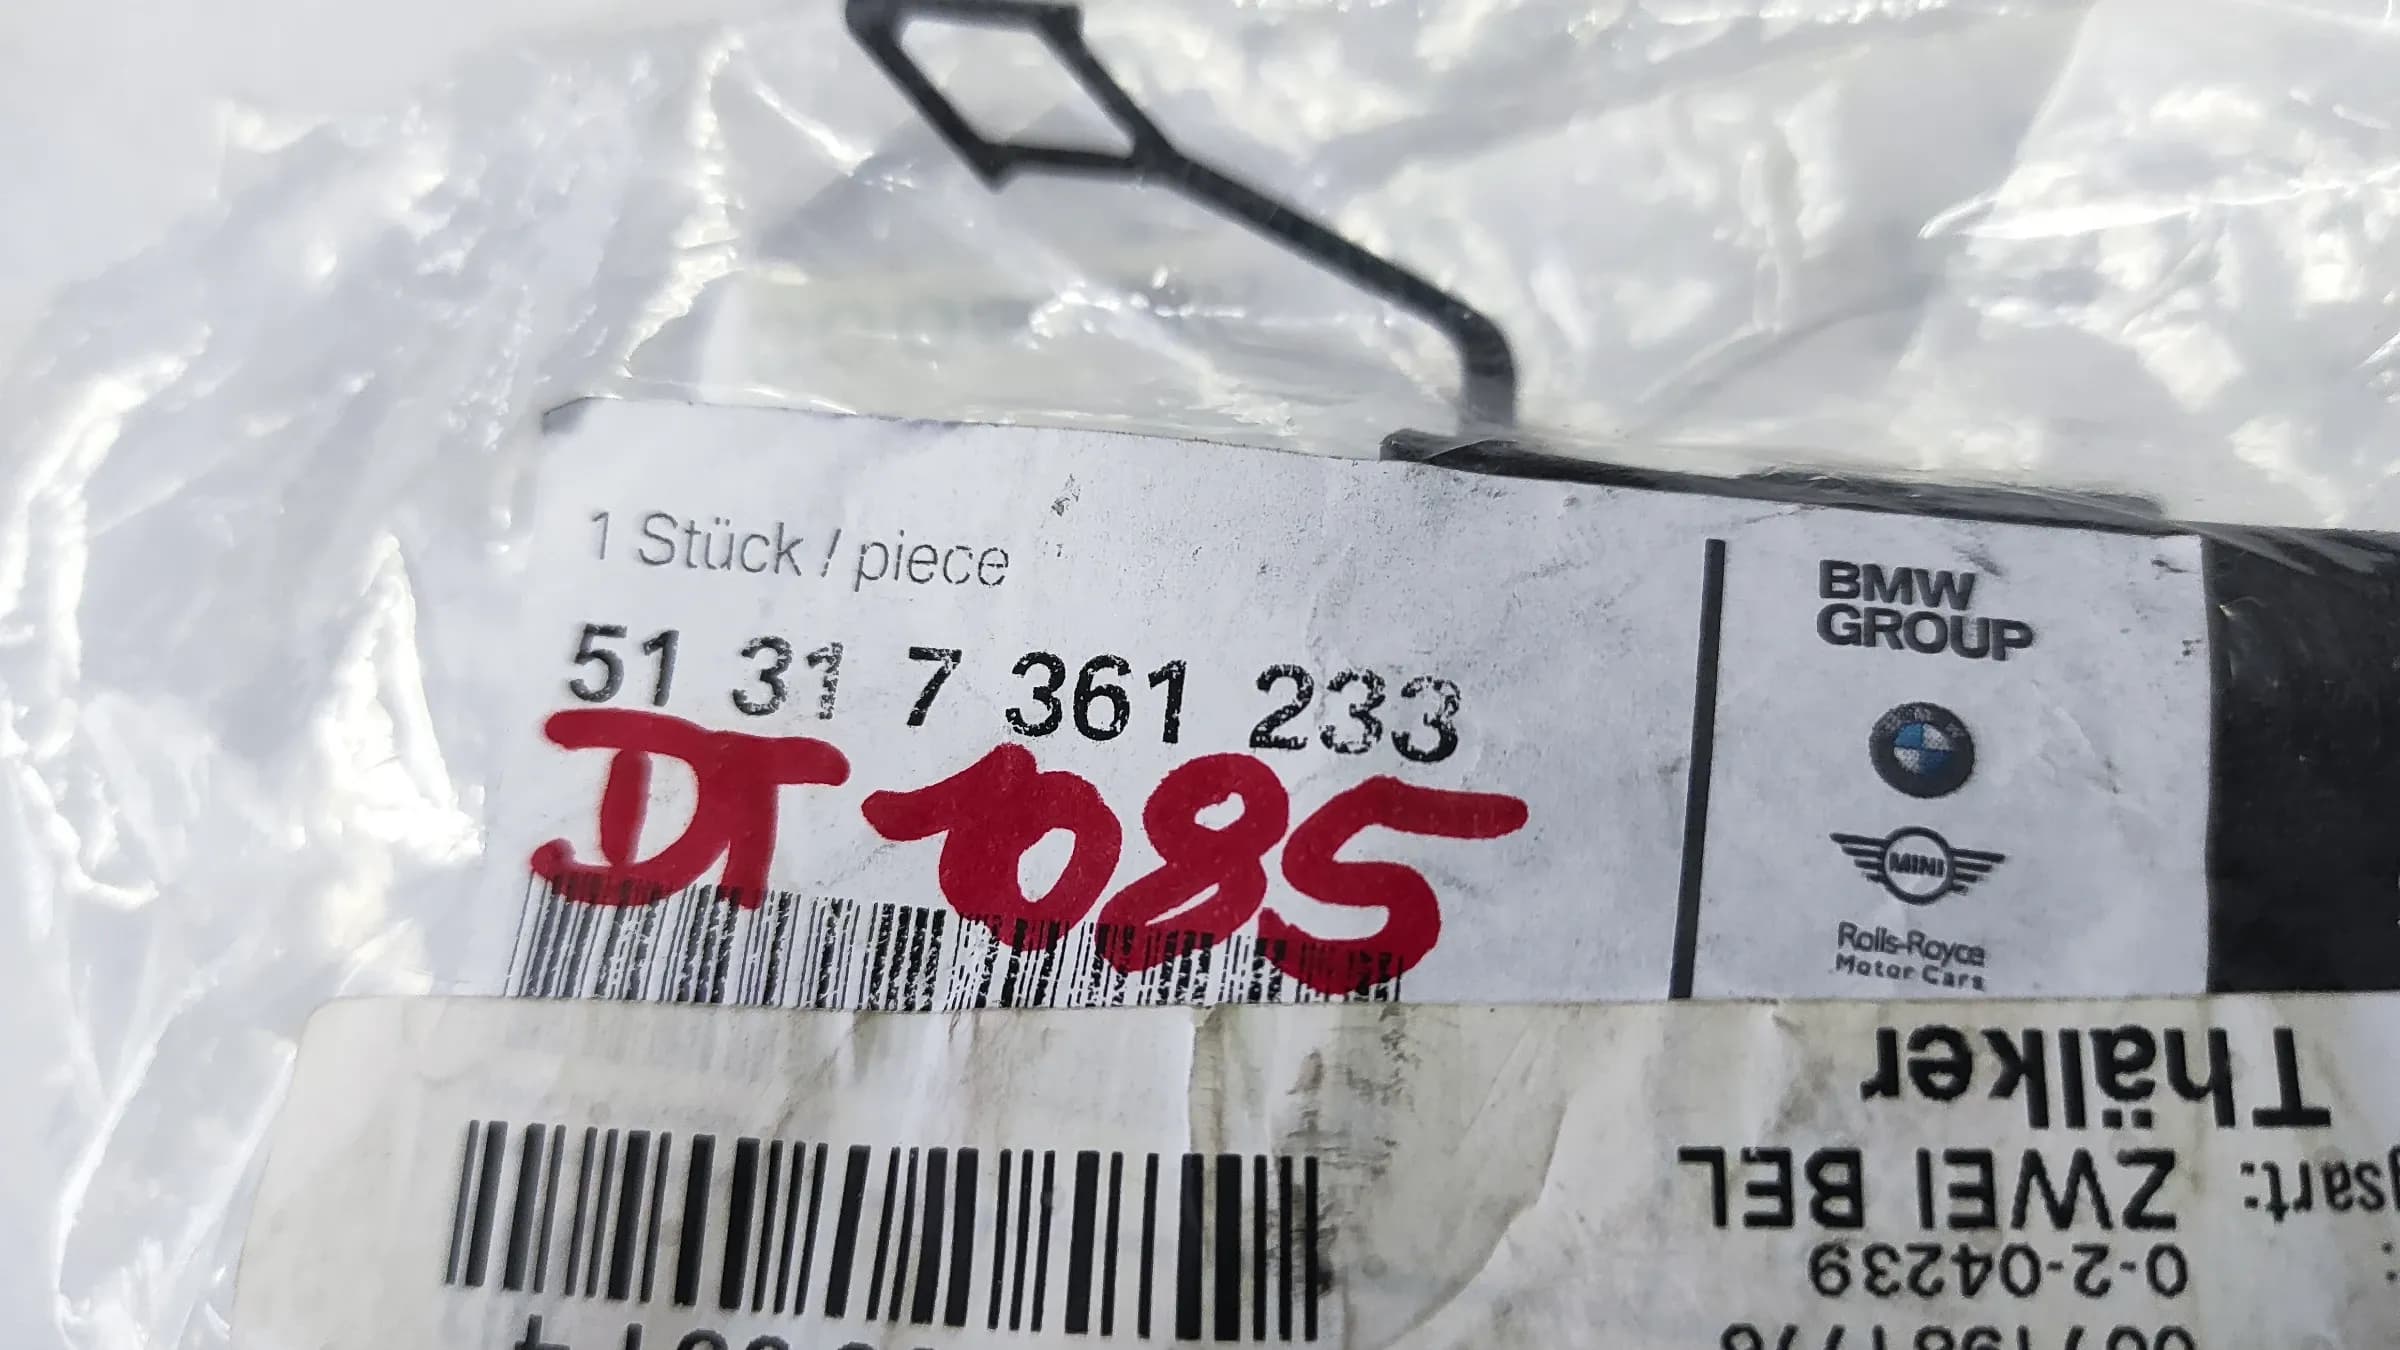 1 Stück / piece
51 31 7 361 233
DT-085
BMW
GROUP
MINI
Rolls-Royce
Motor Cars
Thälker
ZWEI BEL
0-2-04239